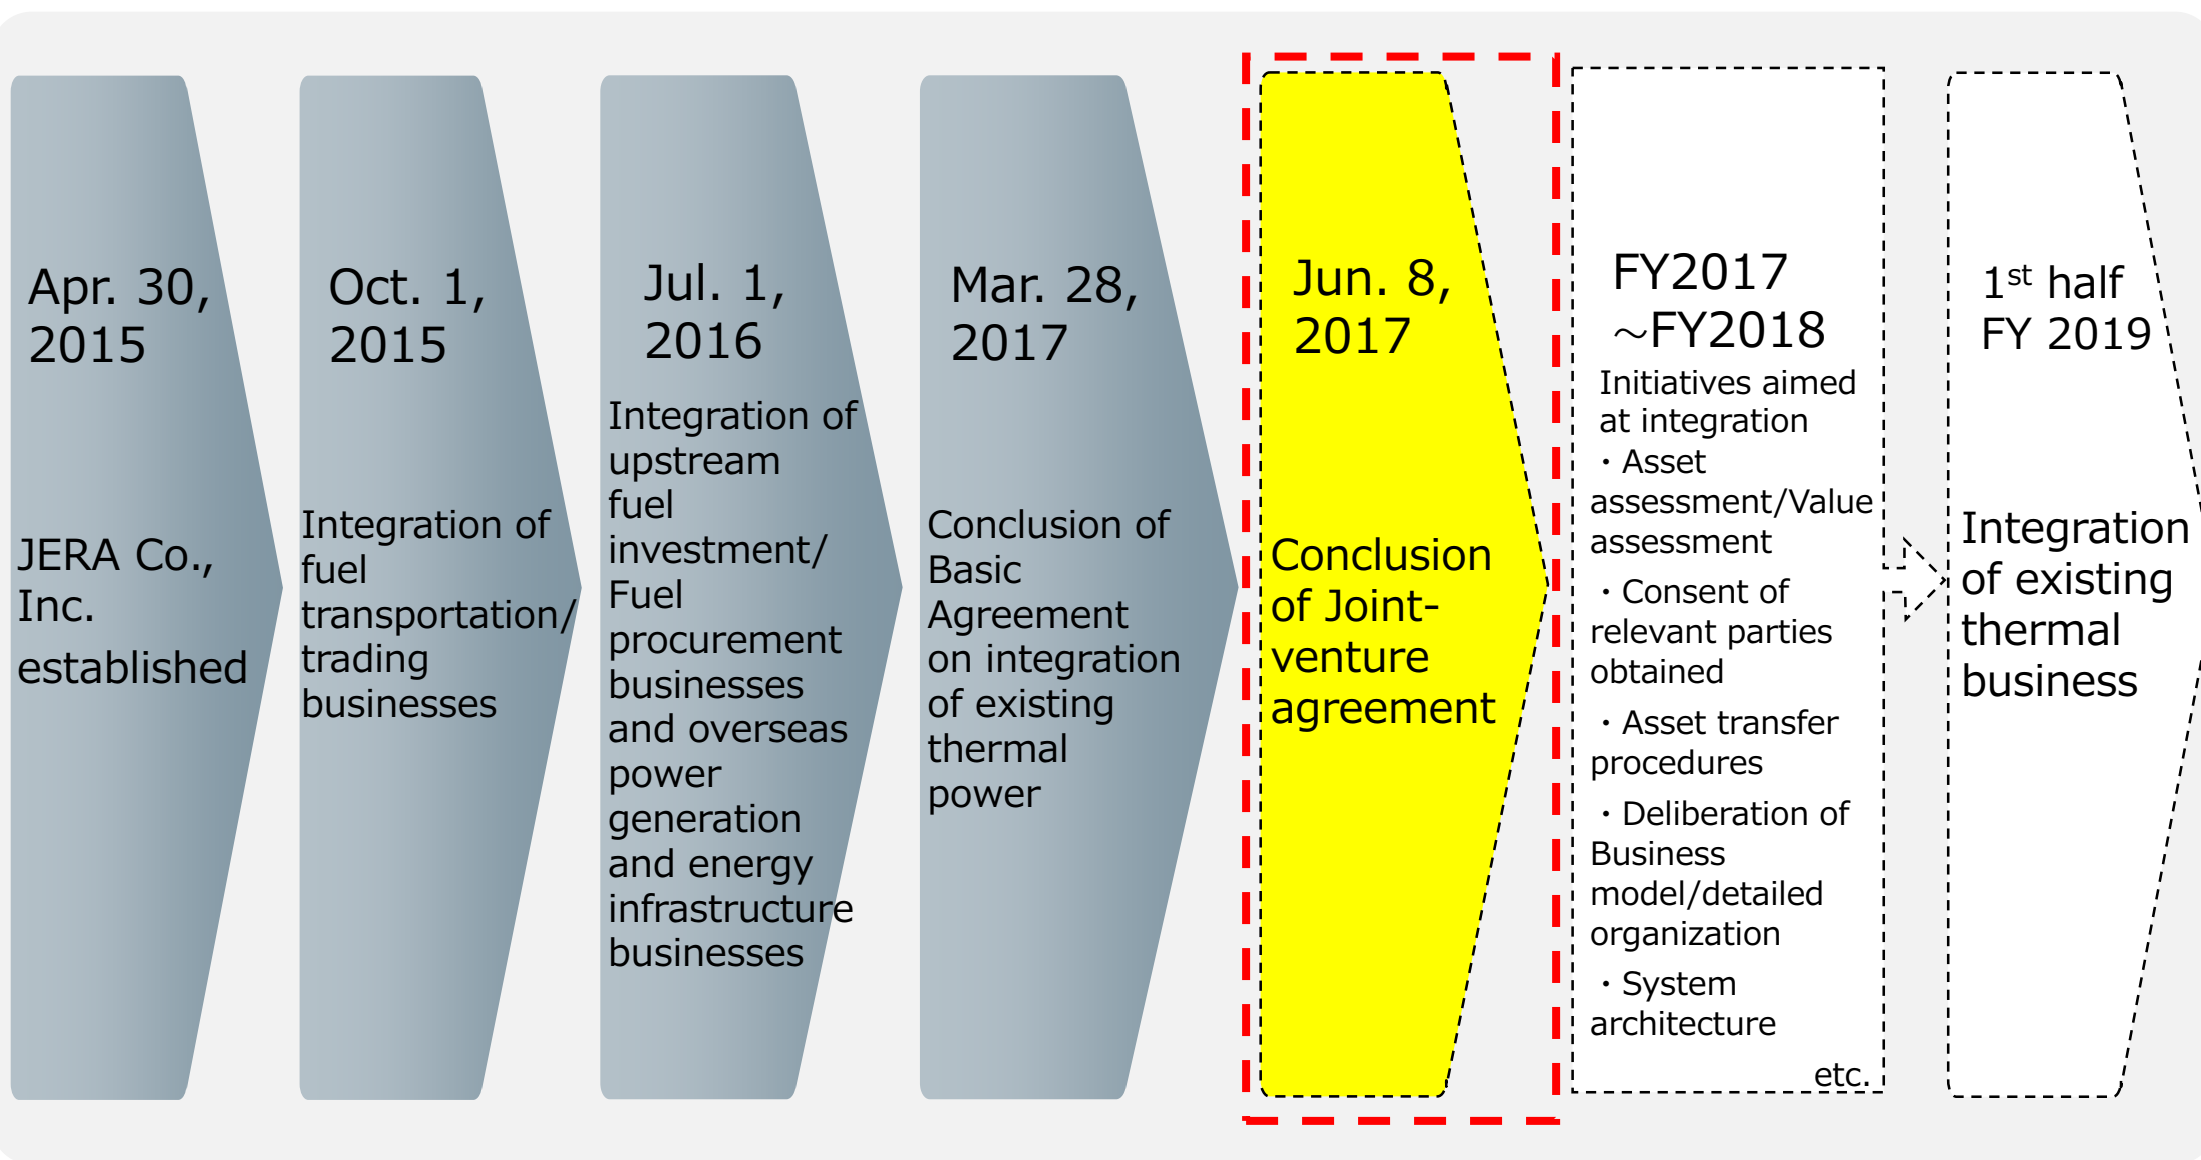 Apr. 30,
2015
JERA Co.,
Inc.
established
Oct. 1,
2015
Integration of
fuel
transportation/
trading
businesses
Jul. 1,
2016
Integration of
upstream
fuel
investment/
Fuel
procurement
businesses
and overseas
power
generation
and energy
infrastructure
businesses
Mar. 28,
2017
Conclusion of
Basic
Agreement
on integration
of existing
thermal
power
Jun. 8,
2017
Conclusion
of Joint-
venture
agreement
FY2017
~FY2018
Initiatives aimed
at integration
・Asset
assessment/Value
assessment
・Consent of
relevant parties
obtained
・Asset transfer
procedures
・Deliberation of
Business
model/detailed
organization
・System
architecture
etc.
1st half
FY 2019
Integration
of existing
thermal
business